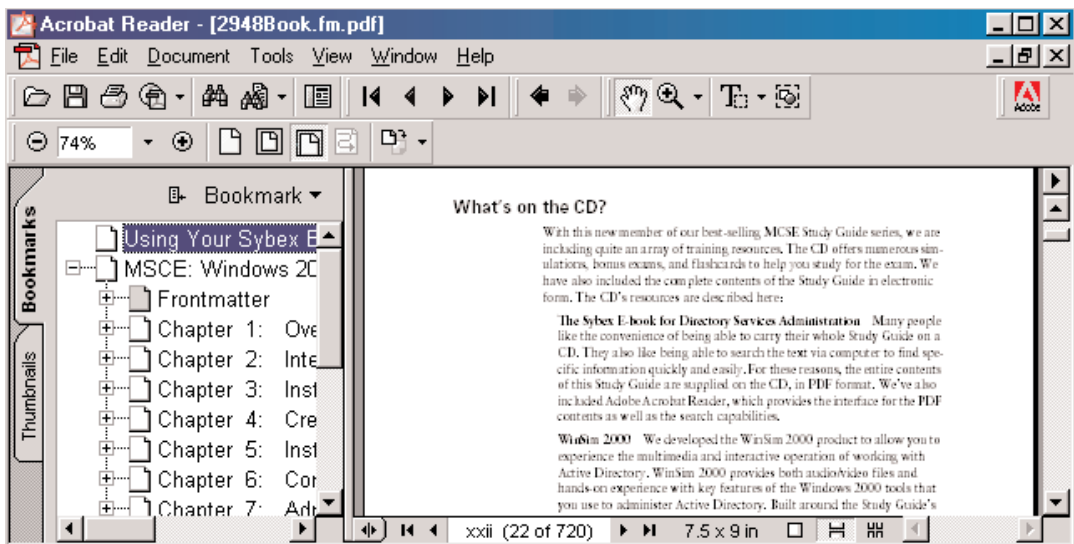 Acrobat Reader - [2948Book.fm.pdf]
File Edit Document Tools View Window Help
Adobe
74%
Bookmark
Bookmarks
Thumbnails
Using Your Sybex E
MSCE: Windows 20
Frontmatter
Chapter 1: Ove
Chapter 2: Inte
Chapter 3: Inst
Chapter 4: Cre
Chapter 5: Inst
Chapter 6: Cor
Chapter 7: Adr
What's on the CD?
With this new member of our best-selling MCSE Study Guide series, we are
including quite an array of training resources. The CD offers numerous sim-
ulations, bonus exams, and flashcards to help you study for the exam. We
have also included the complete contents of the Study Guide in electronic
form. The CD's resources are described here:
The Sybex E-book for Directory Services Administration Many people
like the convenience of being able to carry their whole Study Guide on a
CD. They also like being able to search the text via computer to find spe-
cific information quickly and easily. For these reasons, the entire contents
of this Study Guide are supplied on the CD, in PDF format. We've also
included Adobe Acrobat Reader, which provides the interface for the PDF
contents as well as the search capabilities.
WinSim 2000 We developed the WinSim 2000 product to allow you to
experience the multimedia and interactive operation of working with
Active Directory. WinSim 2000 provides both audio/video files and
hands-on experience with key features of the Windows 2000 tools that
you use to administer Active Directory. Built around the Study Guide's
xxii (22 of 720) 7.5 x 9 in